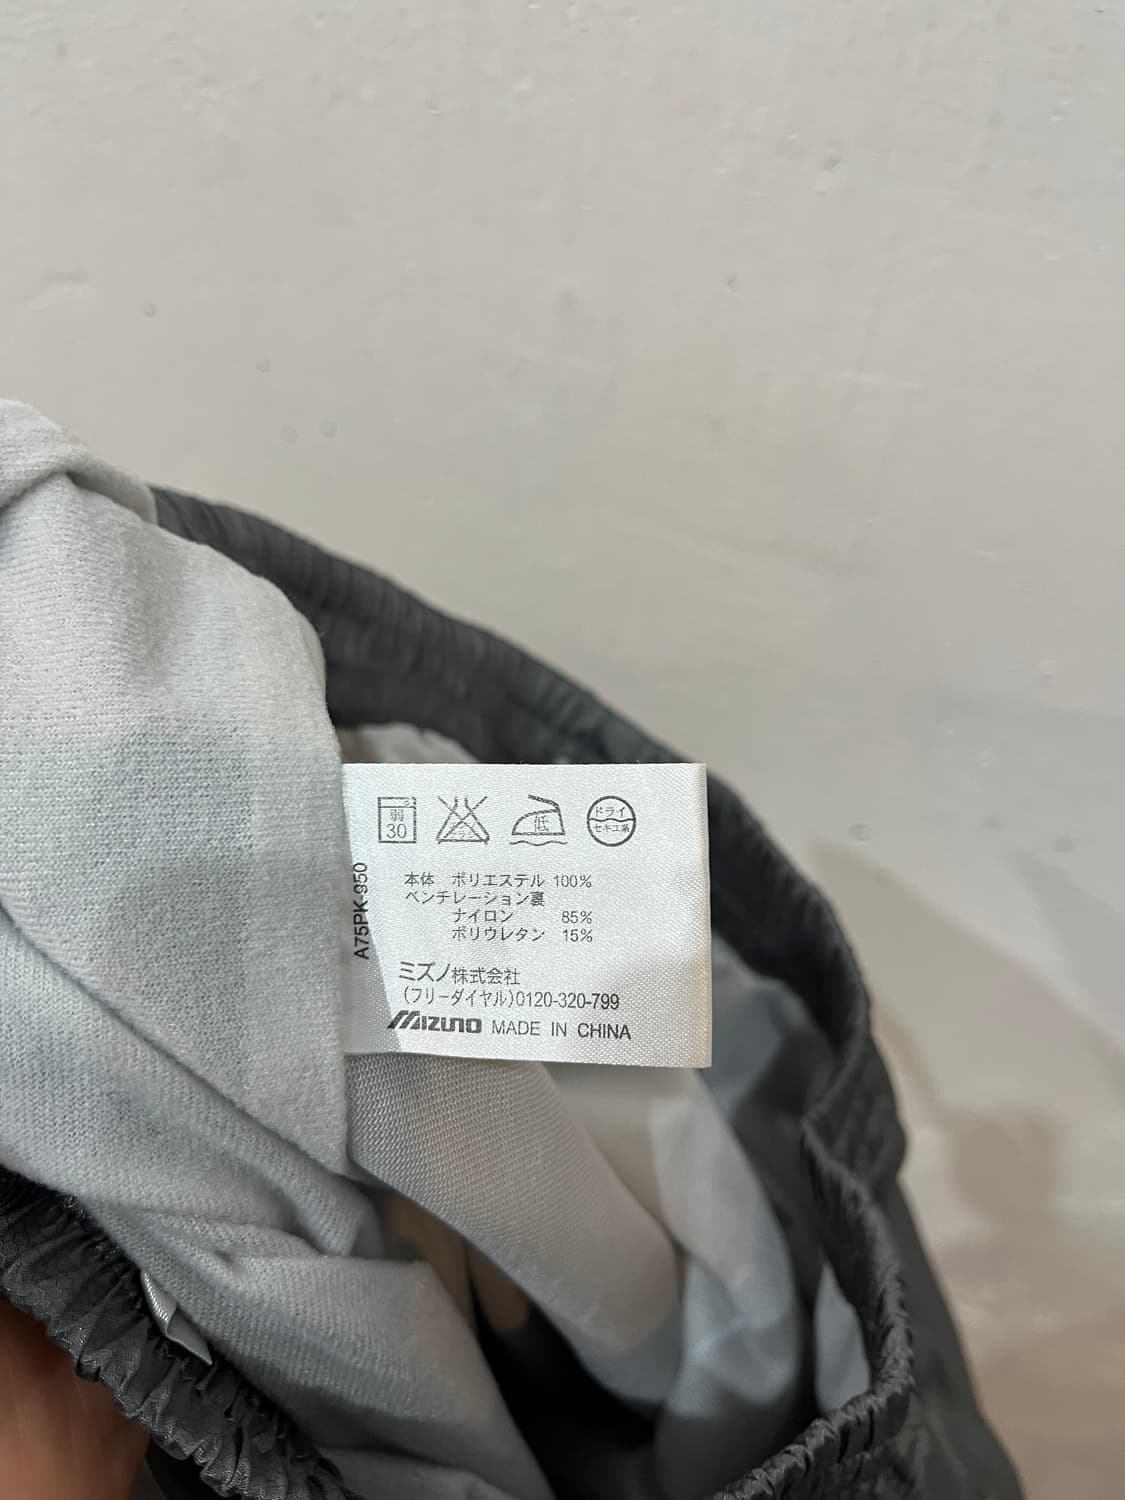 弱
30
低
ドライ
セキユ系
A75PK-950
本体 ポリエステル 100%
ベンチレーション裏
ナイロン 85%
ポリウレタン 15%
ミズノ株式会社
(フリーダイヤル)0120-320-799
MIZUNO MADE IN CHINA